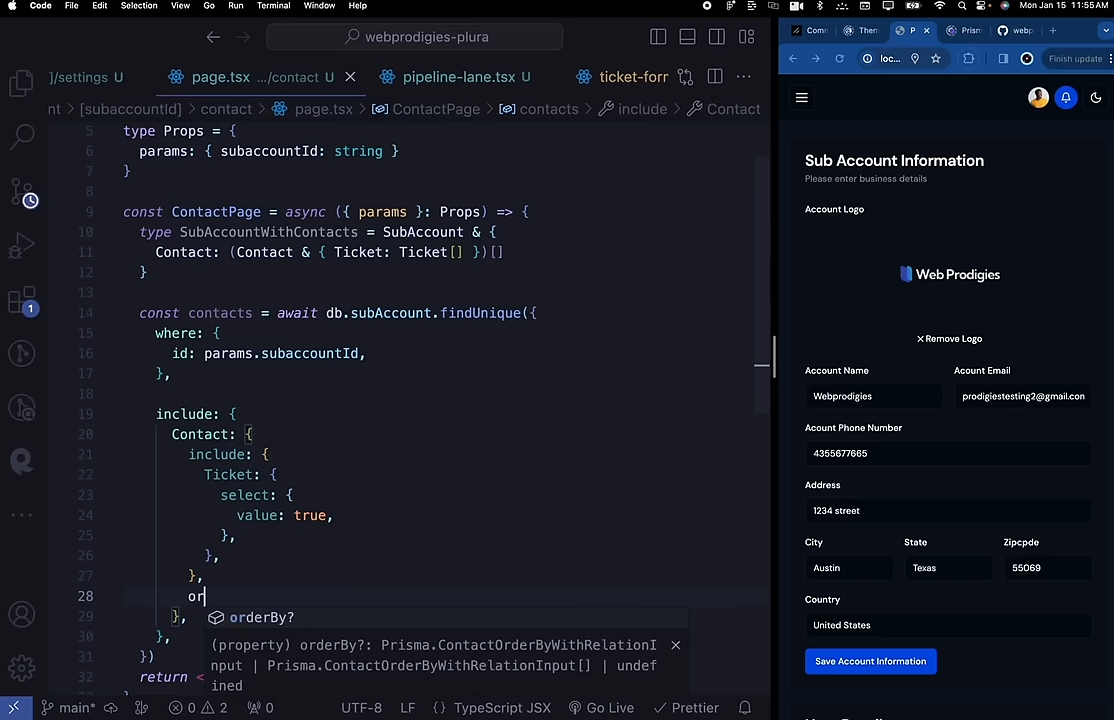 Code File Edit Selection View Go Run Terminal Window Help Mon Jan 15 11:55 AM
webprodigies-plura
]/settings U page.tsx .../contact U pipeline-lane.tsx U ticket-forr
nt > [subaccountId] > contact > page.tsx > ContactPage > contacts > include > Contact
5 type Props = {
6 params: { subaccountId: string }
7 }
8
9 const ContactPage = async ({ params }: Props) => {
10 type SubAccountWithContacts = SubAccount & {
11 Contact: (Contact & { Ticket: Ticket[] })[]
12 }
13
14 const contacts = await db.subAccount.findUnique({
15 where: {
16 id: params.subaccountId,
17 },
18
19 include: {
20 Contact: {
21 include: {
22 Ticket: {
23 select: {
24 value: true,
25 },
26 },
27 },
28 or
29 },
30 },
31 })
32 return <
orderBy?
(property) orderBy?: Prisma.ContactOrderByWithRelationI
nput | Prisma.ContactOrderByWithRelationInput[] | undef
ined
1
main* 0 2 0 UTF-8 LF {} TypeScript JSX Go Live Prettier
Comm Them P Prism webp
loc... Finish update
Sub Account Information
Please enter business details
Account Logo
Web Prodigies
Remove Logo
Account Name Acount Email
Webprodigies prodigiestesting2@gmail.con
Acount Phone Number
4355677665
Address
1234 street
City State Zipcpde
Austin Texas 55069
Country
United States
Save Account Information